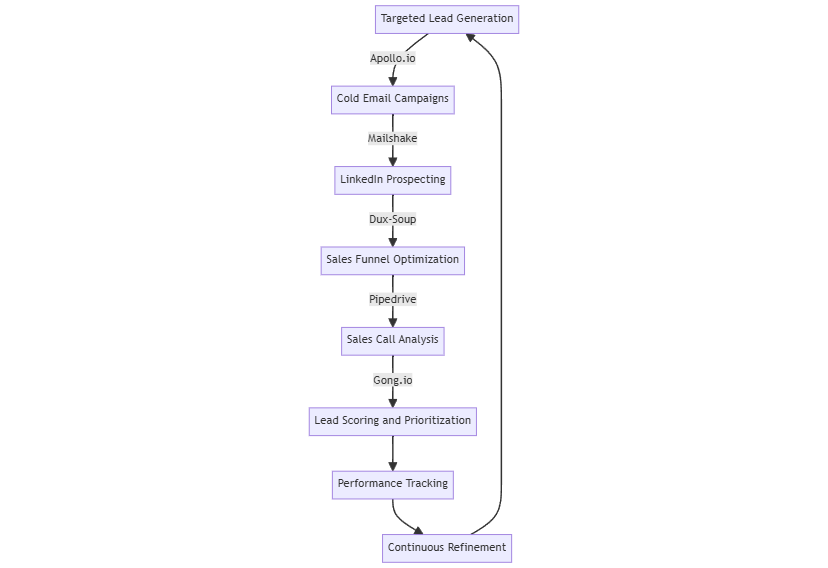 Targeted Lead Generation
Apollo.io
Cold Email Campaigns
Mailshake
LinkedIn Prospecting
Dux-Soup
Sales Funnel Optimization
Pipedrive
Sales Call Analysis
Gong.io
Lead Scoring and Prioritization
Performance Tracking
Continuous Refinement